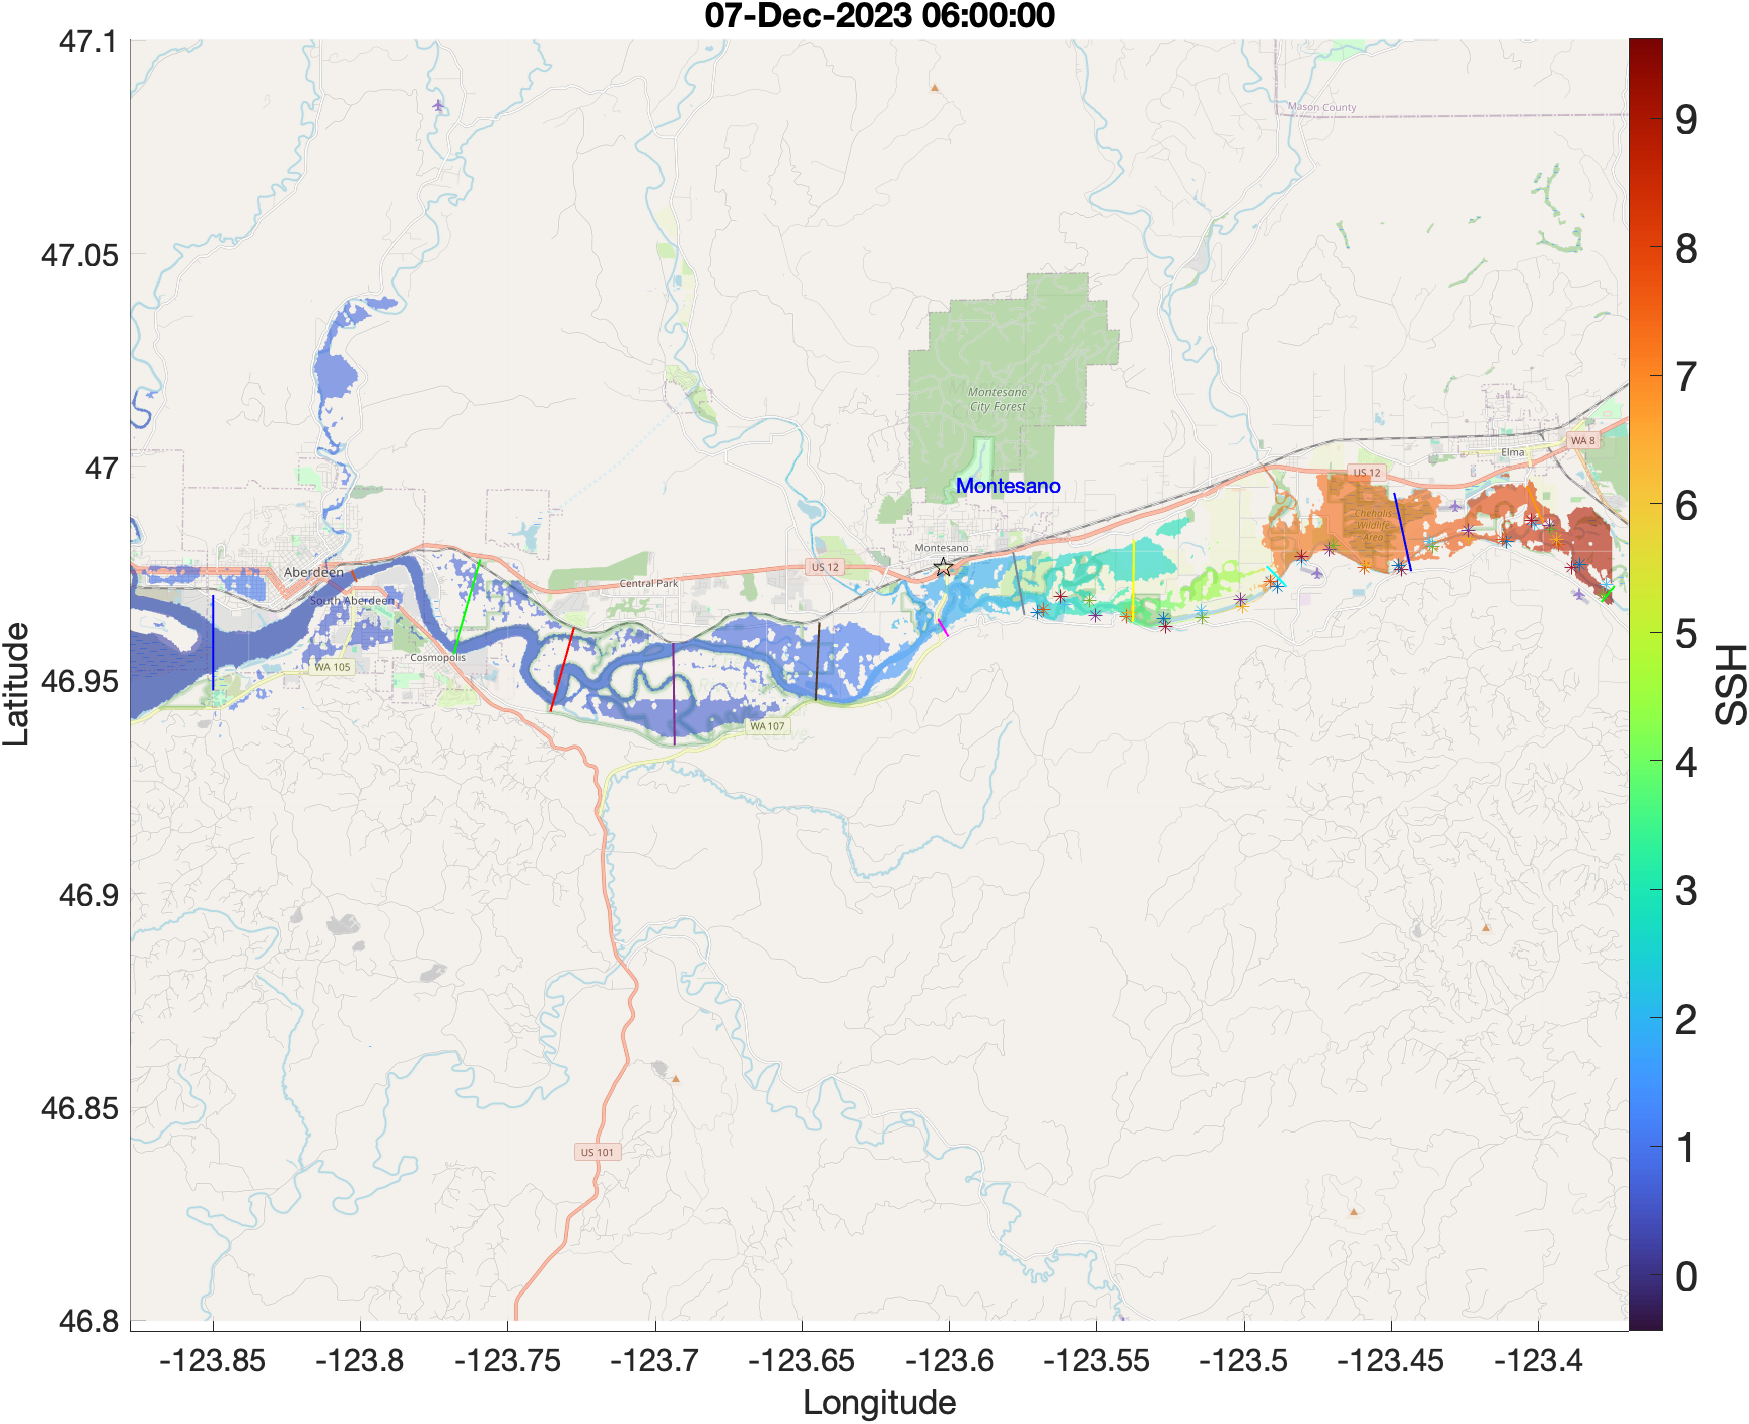 07-Dec-2023 06:00:00
47.1
47.05
47
46.95
46.9
46.85
46.8
Latitude
Mason County
Montesano
City Forest
Montesano
Montesano
WA 8
Elma
US 12
Chehalis
Wildlife
Area
US 12
Aberdeen
Central Park
South Aberdeen
Cosmopolis
WA 105
WA 107
US 101
-123.85
-123.8
-123.75
-123.7
-123.65
-123.6
-123.55
-123.5
-123.45
-123.4
Longitude
9
8
7
6
5
4
3
2
1
0
SSH